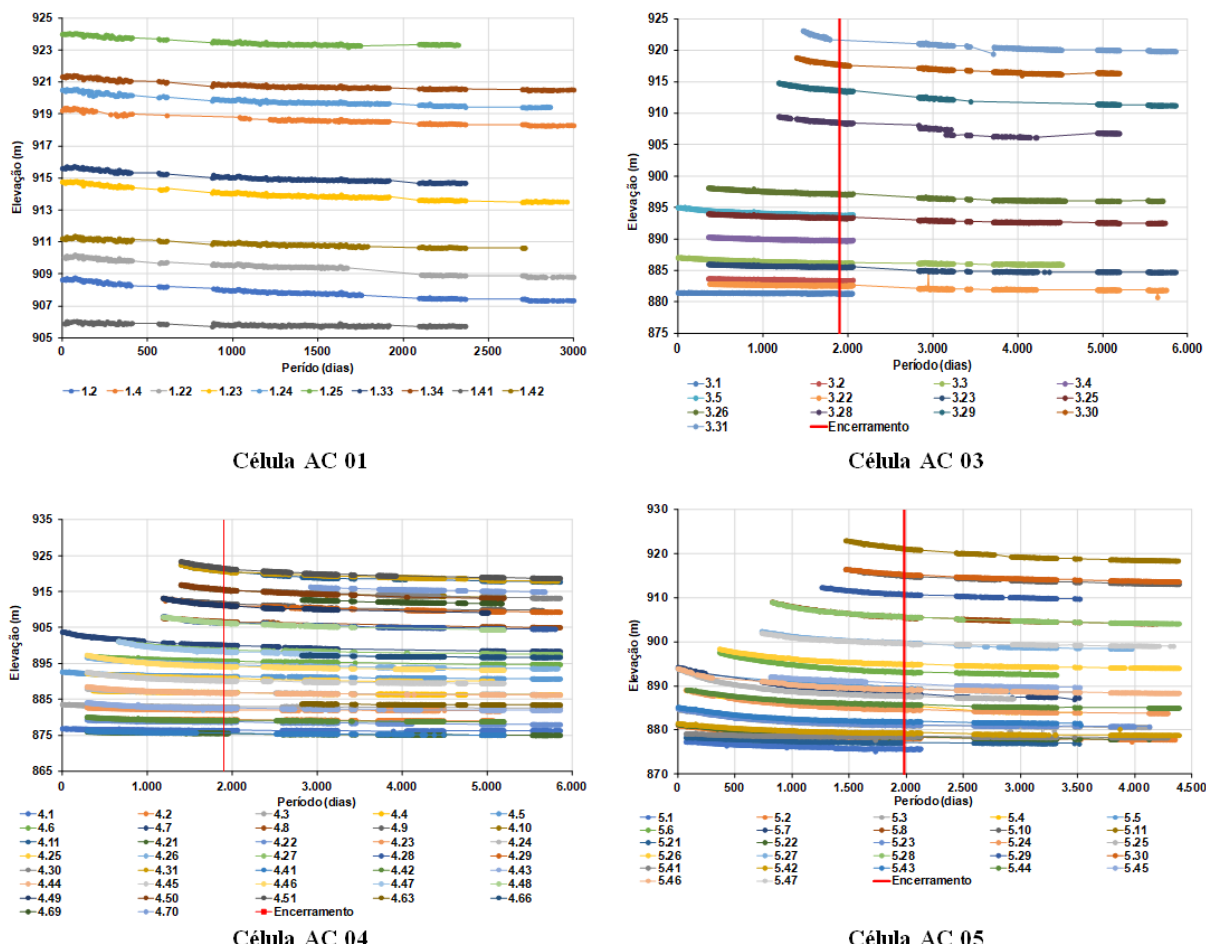 925
923
921
919
917
915
913
911
909
907
905
Elevação (m)
0 500 1000 1500 2000 2500 3000
Perído (dias)
1.2 1.4 1.22 1.23 1.24 1.25 1.33 1.34 1.41 1.42
Célula AC 01
925
920
915
910
905
900
895
890
885
880
875
Elevação (m)
0 1.000 2.000 3.000 4.000 5.000 6.000
Período (dias)
3.1 3.2 3.3 3.4
3.5 3.22 3.23 3.25
3.26 3.28 3.29 3.30
3.31 Encerramento
Célula AC 03
935
925
915
905
895
885
875
865
Elevação (m)
0 1.000 2.000 3.000 4.000 5.000 6.000
Período (dias)
4.1 4.2 4.3 4.4 4.5
4.6 4.7 4.8 4.9 4.10
4.11 4.21 4.22 4.23 4.24
4.25 4.26 4.27 4.28 4.29
4.30 4.31 4.41 4.42 4.43
4.44 4.45 4.46 4.47 4.48
4.49 4.50 4.51 4.63 4.66
4.69 4.70 Encerramento
Célula AC 04
930
920
910
900
890
880
870
Elevação (m)
0 500 1.000 1.500 2.000 2.500 3.000 3.500 4.000 4.500
Período (dias)
5.1 5.2 5.3 5.4 5.5
5.6 5.7 5.8 5.10 5.11
5.21 5.22 5.23 5.24 5.25
5.26 5.27 5.28 5.29 5.30
5.41 5.42 5.43 5.44 5.45
5.46 5.47 Encerramento
Célula AC 05